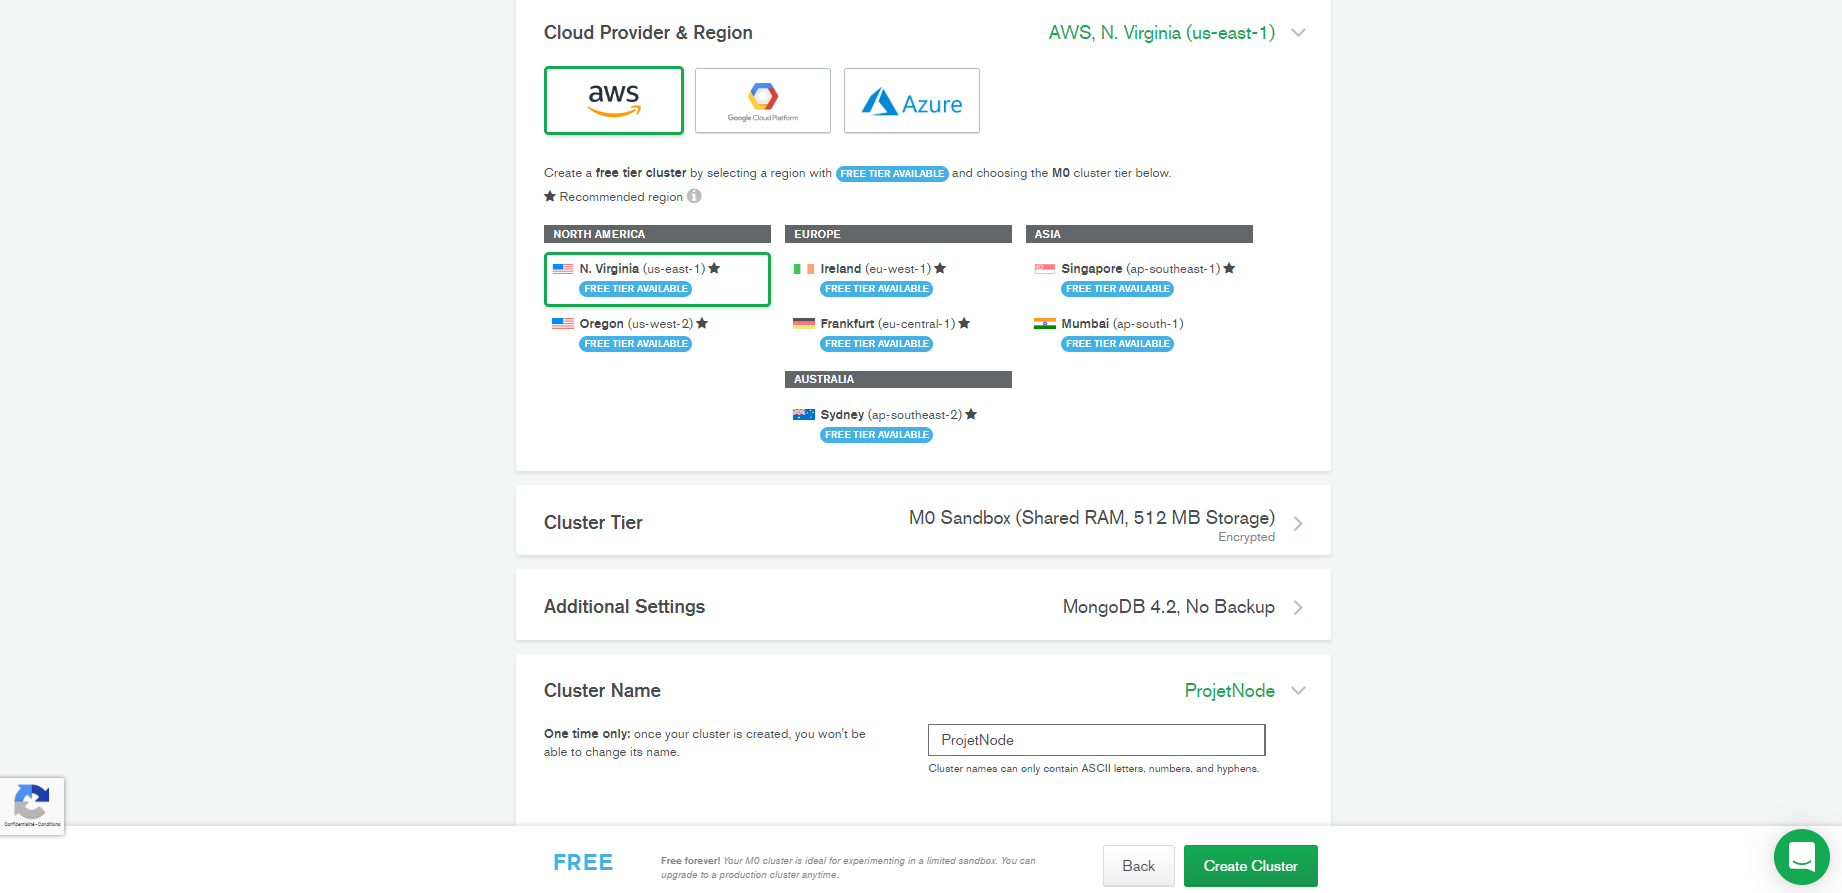 Cloud Provider & Region
AWS, N. Virginia (us-east-1)
aws
Google Cloud Platform
Azure
Create a free tier cluster by selecting a region with FREE TIER AVAILABLE and choosing the M0 cluster tier below.
Recommended region
NORTH AMERICA
N. Virginia (us-east-1)
FREE TIER AVAILABLE
Oregon (us-west-2)
FREE TIER AVAILABLE
EUROPE
Ireland (eu-west-1)
FREE TIER AVAILABLE
Frankfurt (eu-central-1)
FREE TIER AVAILABLE
AUSTRALIA
Sydney (ap-southeast-2)
FREE TIER AVAILABLE
ASIA
Singapore (ap-southeast-1)
FREE TIER AVAILABLE
Mumbai (ap-south-1)
FREE TIER AVAILABLE
Cluster Tier
M0 Sandbox (Shared RAM, 512 MB Storage)
Encrypted
Additional Settings
MongoDB 4.2, No Backup
Cluster Name
ProjetNode
One time only: once your cluster is created, you won't be
able to change its name.
ProjetNode
Cluster names can only contain ASCII letters, numbers, and hyphens.
Confidentialité - Conditions
FREE
Free forever! Your M0 cluster is ideal for experimenting in a limited sandbox. You can
upgrade to a production cluster anytime.
Back
Create Cluster